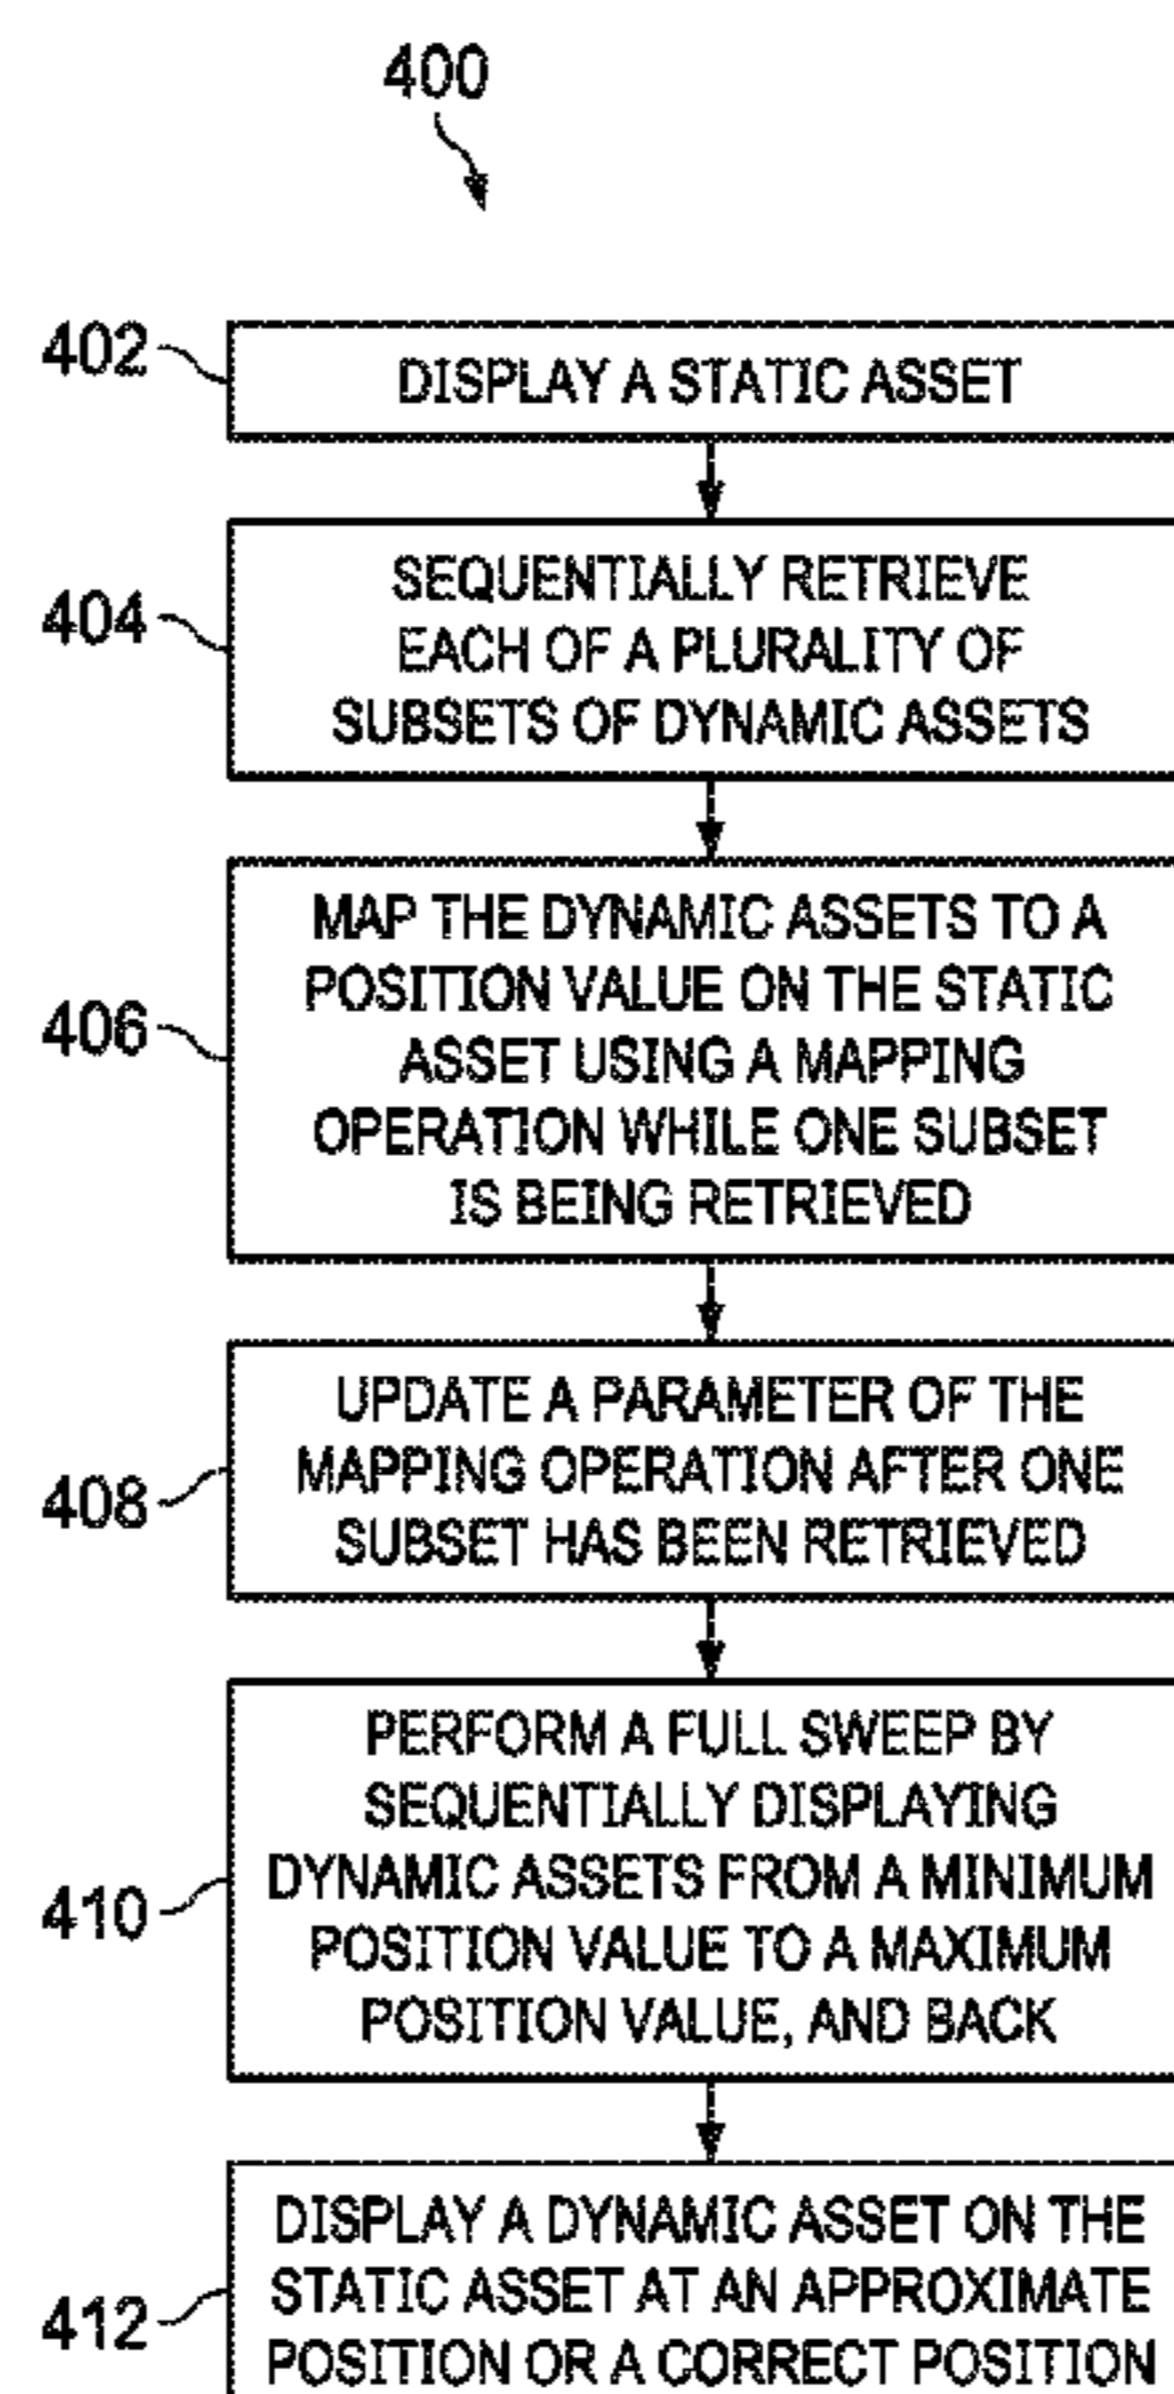 400
402
DISPLAY A STATIC ASSET
404
SEQUENTIALLY RETRIEVE
EACH OF A PLURALITY OF
SUBSETS OF DYNAMIC ASSETS
406
MAP THE DYNAMIC ASSETS TO A
POSITION VALUE ON THE STATIC
ASSET USING A MAPPING
OPERATION WHILE ONE SUBSET
IS BEING RETRIEVED
408
UPDATE A PARAMETER OF THE
MAPPING OPERATION AFTER ONE
SUBSET HAS BEEN RETRIEVED
410
PERFORM A FULL SWEEP BY
SEQUENTIALLY DISPLAYING
DYNAMIC ASSETS FROM A MINIMUM
POSITION VALUE TO A MAXIMUM
POSITION VALUE, AND BACK
412
DISPLAY A DYNAMIC ASSET ON THE
STATIC ASSET AT AN APPROXIMATE
POSITION OR A CORRECT POSITION